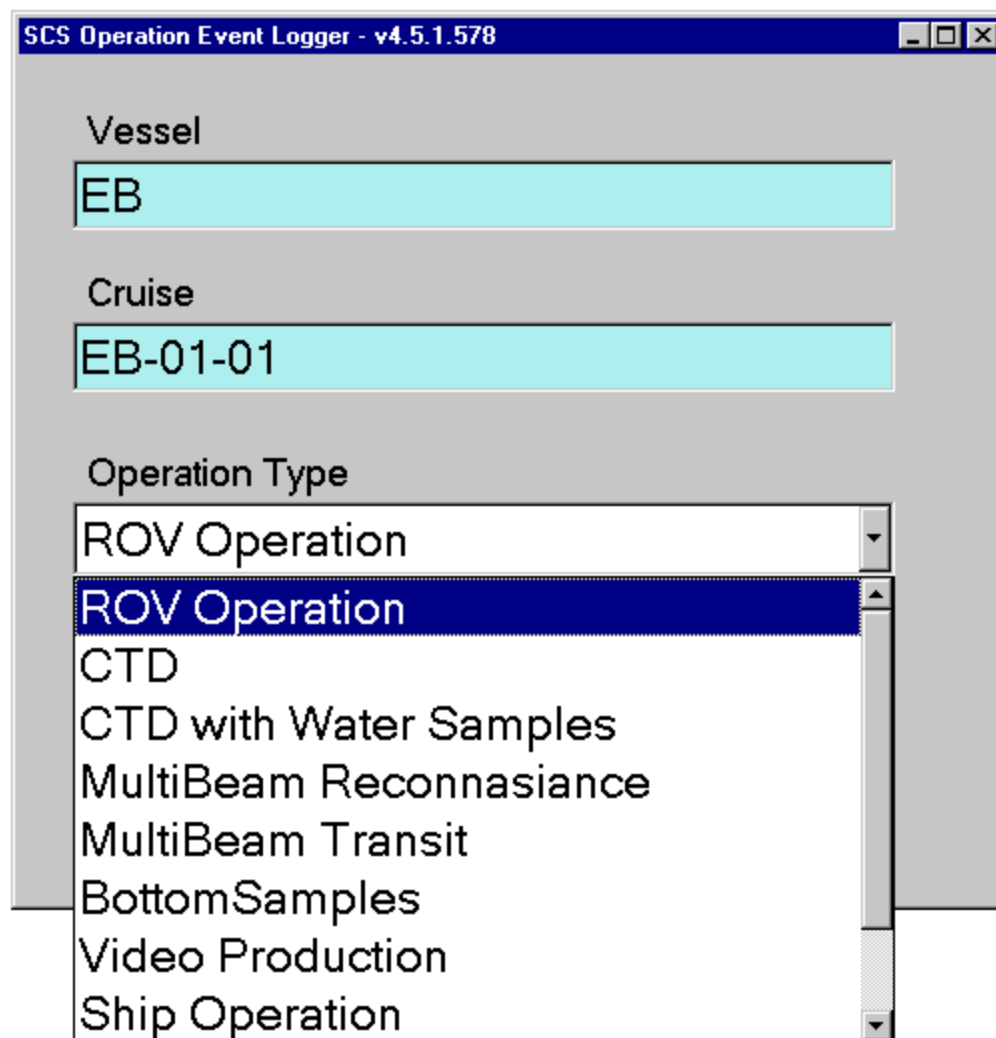 SCS Operation Event Logger - v4.5.1.578
Vessel
EB
Cruise
EB-01-01
Operation Type
ROV Operation
ROV Operation
CTD
CTD with Water Samples
MultiBeam Reconnasiance
MultiBeam Transit
BottomSamples
Video Production
Ship Operation